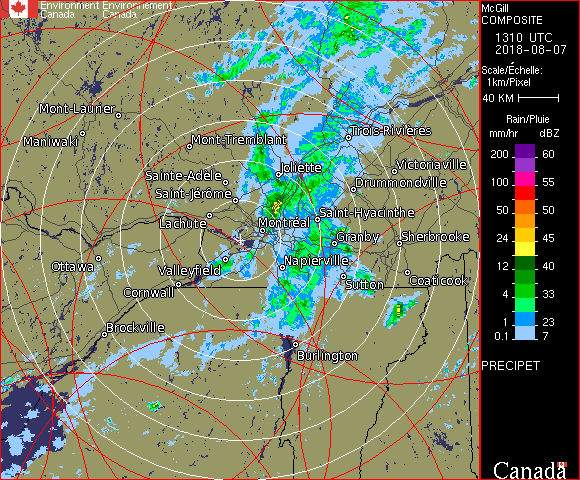 Environment Environnement
Canada Canada
McGill
COMPOSITE
1310 UTC
2018-08-07
Scale/Échelle:
1km/Pixel
40 KM
Rain/Pluie
mm/hr dBZ
200 60
100 55
50 50
24 45
12 40
4 33
1 23
0.1 7
PRECIPET
Mont-Laurier
Maniwaki
Trois-Rivières
Mont-Tremblant
Joliette
Victoriaville
Sainte-Adèle
Drummondville
Saint-Jérôme
Lachute
Saint-Hyacinthe
Montréal
Granby
Sherbrooke
Ottawa
Valleyfield
Napierville
Cornwall
Sutton
Coaticook
Brockville
Burlington
Canada